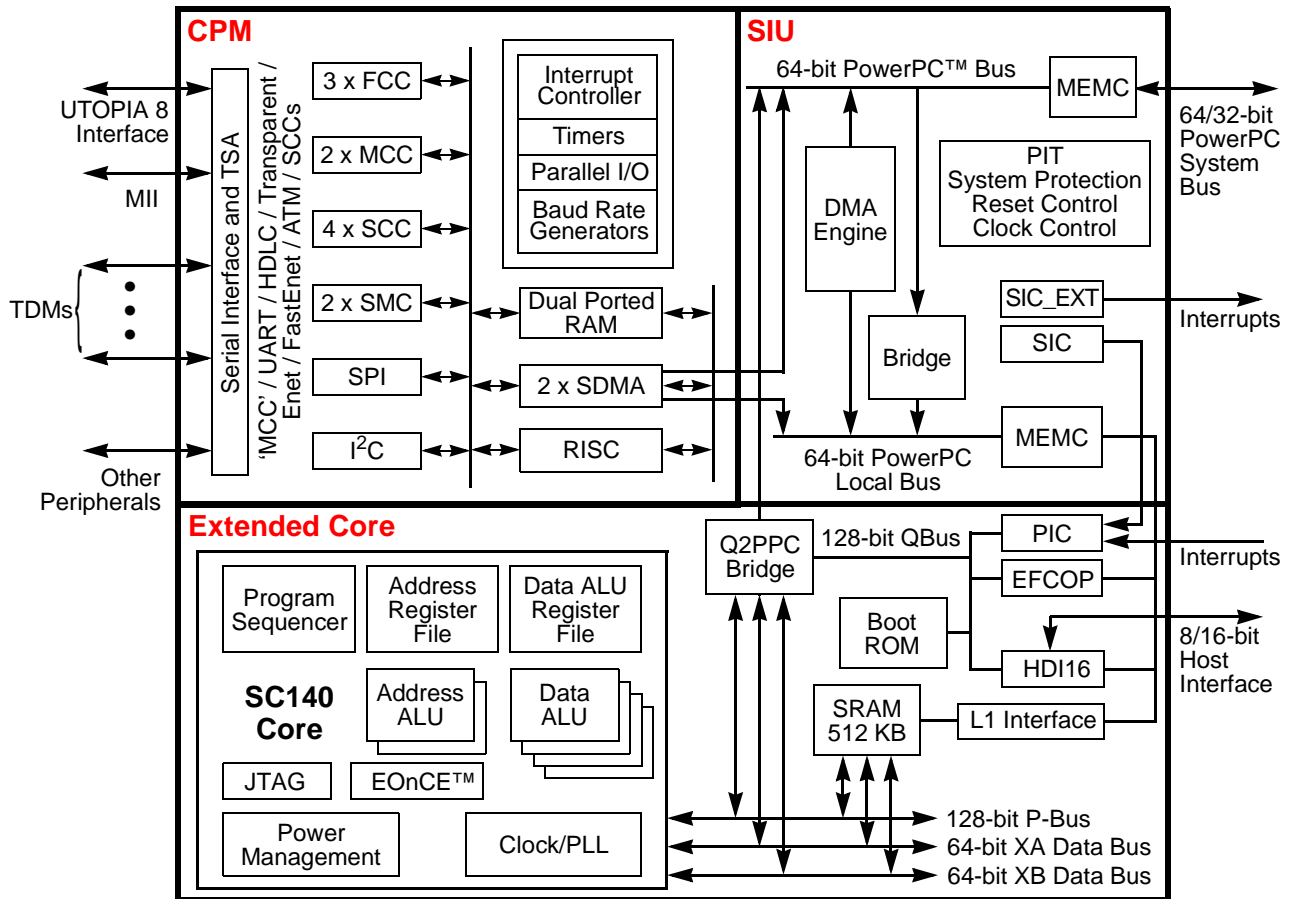 CPM
SIU
UTOPIA 8
Interface
MII
TDMs
Other
Peripherals
Serial Interface and TSA
'MCC' / UART / HDLC / Transparent /
Enet / FastEnet / ATM / SCCs
3 x FCC
2 x MCC
4 x SCC
2 x SMC
SPI
I²C
Interrupt
Controller
Timers
Parallel I/O
Baud Rate
Generators
Dual Ported
RAM
2 x SDMA
RISC
64-bit PowerPC™ Bus
MEMC
64/32-bit
PowerPC
System
Bus
DMA
Engine
PIT
System Protection
Reset Control
Clock Control
Bridge
SIC_EXT
Interrupts
SIC
MEMC
64-bit PowerPC
Local Bus
Extended Core
Program
Sequencer
Address
Register
File
Data ALU
Register
File
SC140
Core
Address
ALU
Data
ALU
JTAG
EOnCE™
Power
Management
Clock/PLL
Q2PPC
Bridge
128-bit QBus
PIC
Interrupts
EFCOP
Boot
ROM
HDI16
8/16-bit
Host
Interface
SRAM
512 KB
L1 Interface
128-bit P-Bus
64-bit XA Data Bus
64-bit XB Data Bus